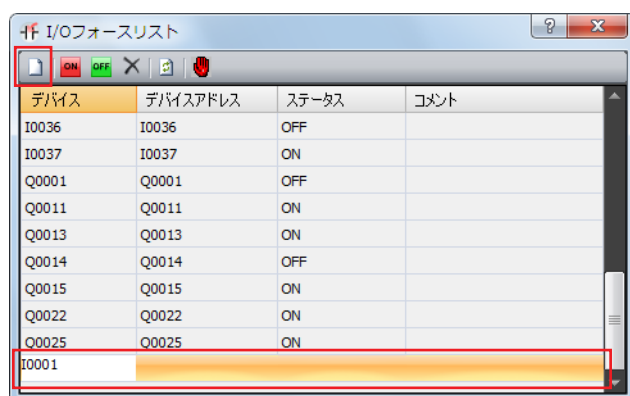 I/Oフォースリスト
ON OFF
デバイス デバイスアドレス ステータス コメント
I0036 I0036 OFF
I0037 I0037 ON
Q0001 Q0001 OFF
Q0011 Q0011 ON
Q0013 Q0013 ON
Q0014 Q0014 OFF
Q0015 Q0015 ON
Q0022 Q0022 ON
Q0025 Q0025 ON
I0001